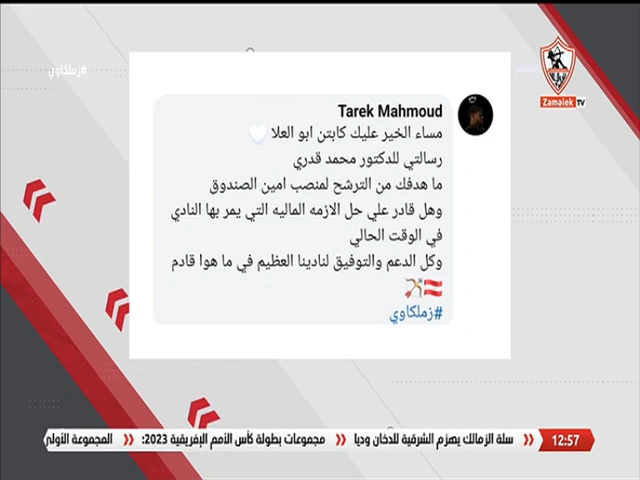 #زملكاوي
مباشر
Zamalek TV
Tarek Mahmoud
مساء الخير عليك كابتن ابو العلا 🤍
رسالتي للدكتور محمد قدري
ما هدفك من الترشح لمنصب امين الصندوق
وهل قادر علي حل الازمه الماليه التي يمر بها النادي
في الوقت الحالي
وكل الدعم والتوفيق لنادينا العظيم في ما هوا قادم
🇦🇹🏹
#زملكاوي
12:57 سلة الزمالك يهزم الشرقية للدخان وديا » مجموعات بطولة كأس الأمم الإفريقية 2023: » المجموعة الأولى